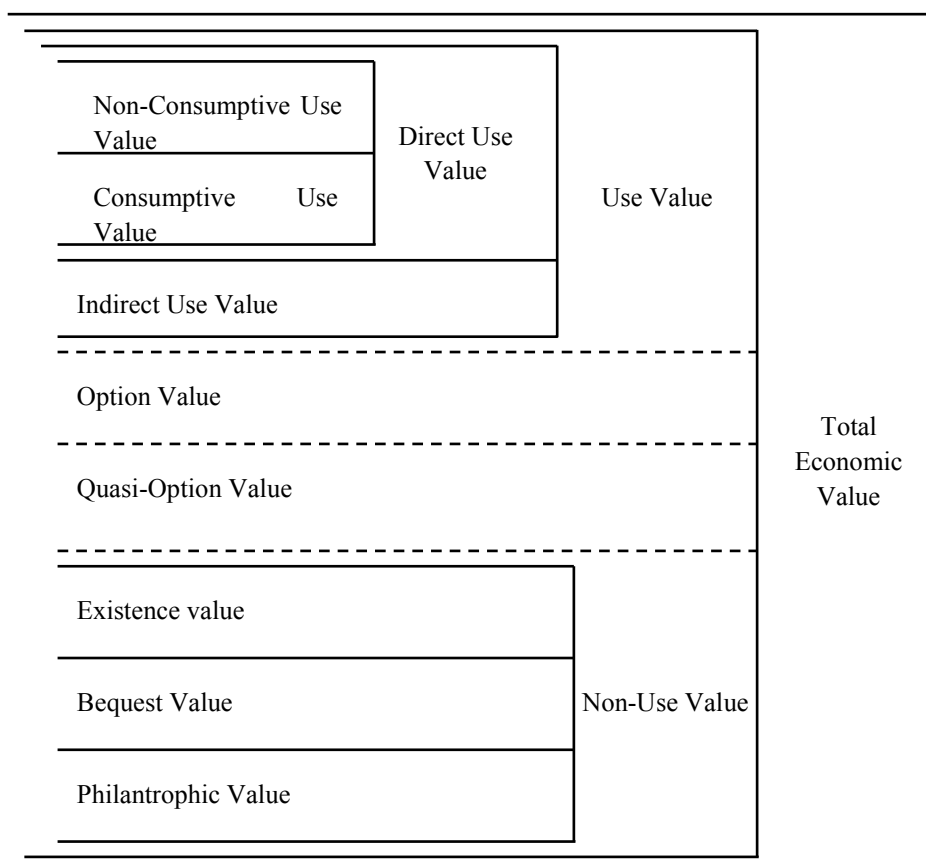 Non-Consumptive Use
Value
Direct Use
Value
Consumptive Use
Value
Use Value
Indirect Use Value
Option Value
Quasi-Option Value
Total
Economic
Value
Existence value
Bequest Value
Non-Use Value
Philantrophic Value